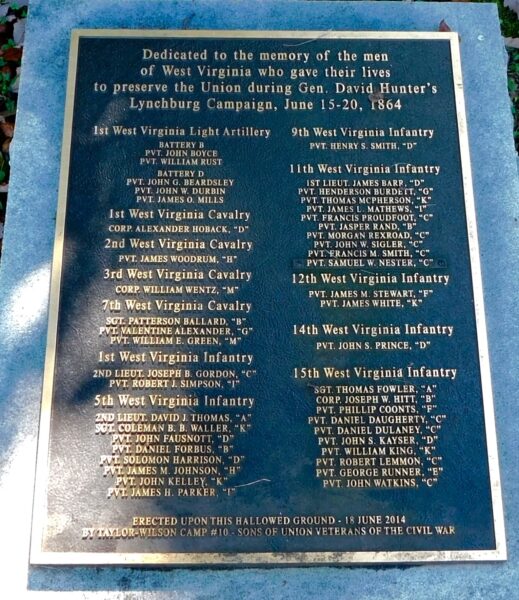 Dedicated to the memory of the men
of West Virginia who gave their lives
to preserve the Union during Gen. David Hunter's
Lynchburg Campaign, June 15-20, 1864
1st West Virginia Light Artillery
BATTERY B
PVT. JOHN BOYCE
PVT. WILLIAM RUST
BATTERY D
PVT. JOHN G. BEARDSLEY
PVT. JOHN W. DURBIN
PVT. JAMES O. MILLS
1st West Virginia Cavalry
CORP. ALEXANDER HOBACK, "D"
2nd West Virginia Cavalry
PVT. JAMES WOODRUM, "H"
3rd West Virginia Cavalry
CORP. WILLIAM WENTZ, "M"
7th West Virginia Cavalry
SGT. PATTERSON BALLARD, "B"
PVT. VALENTINE ALEXANDER, "G"
PVT. WILLIAM E. GREEN, "M"
1st West Virginia Infantry
2ND LIEUT. JOSEPH B. GORDON, "C"
PVT. ROBERT J. SIMPSON, "I"
5th West Virginia Infantry
2ND LIEUT. DAVID J. THOMAS, "A"
SGT. COLEMAN B. B. WALLER, "K"
PVT. JOHN FAUSNOTT, "D"
PVT. DANIEL FORBUS, "B"
PVT. SOLOMON HARRISON, "D"
PVT. JAMES M. JOHNSON, "H"
PVT. JOHN KELLEY, "K"
PVT. JAMES H. PARKER, "I"
9th West Virginia Infantry
PVT. HENRY S. SMITH, "D"
11th West Virginia Infantry
1ST LIEUT. JAMES BARR, "D"
PVT. HENDERSON BURDETT, "G"
PVT. THOMAS MCPHERSON, "K"
PVT. JAMES L. MATHEWS, "I"
PVT. FRANCIS PROUDFOOT, "C"
PVT. JASPER RAND, "B"
PVT. MORGAN REXROAD, "C"
PVT. JOHN W. SIGLER, "C"
PVT. FRANCIS M. SMITH, "C"
PVT. SAMUEL W. NESTER, "C"
12th West Virginia Infantry
PVT. JAMES M. STEWART, "F"
PVT. JAMES WHITE, "K"
14th West Virginia Infantry
PVT. JOHN S. PRINCE, "D"
15th West Virginia Infantry
SGT. THOMAS FOWLER, "A"
CORP. JOSEPH W. HITT, "B"
PVT. PHILLIP COONTS, "F"
PVT. DANIEL DAUGHERTY, "C"
PVT. DANIEL DULANEY, "C"
PVT. JOHN S. KAYSER, "D"
PVT. WILLIAM KING, "K"
PVT. ROBERT LEMMON, "C"
PVT. GEORGE RUNNER, "E"
PVT. JOHN WATKINS, "C"
ERECTED UPON THIS HALLOWED GROUND - 18 JUNE 2014
BY TAYLOR-WILSON CAMP #10 - SONS OF UNION VETERANS OF THE CIVIL WAR